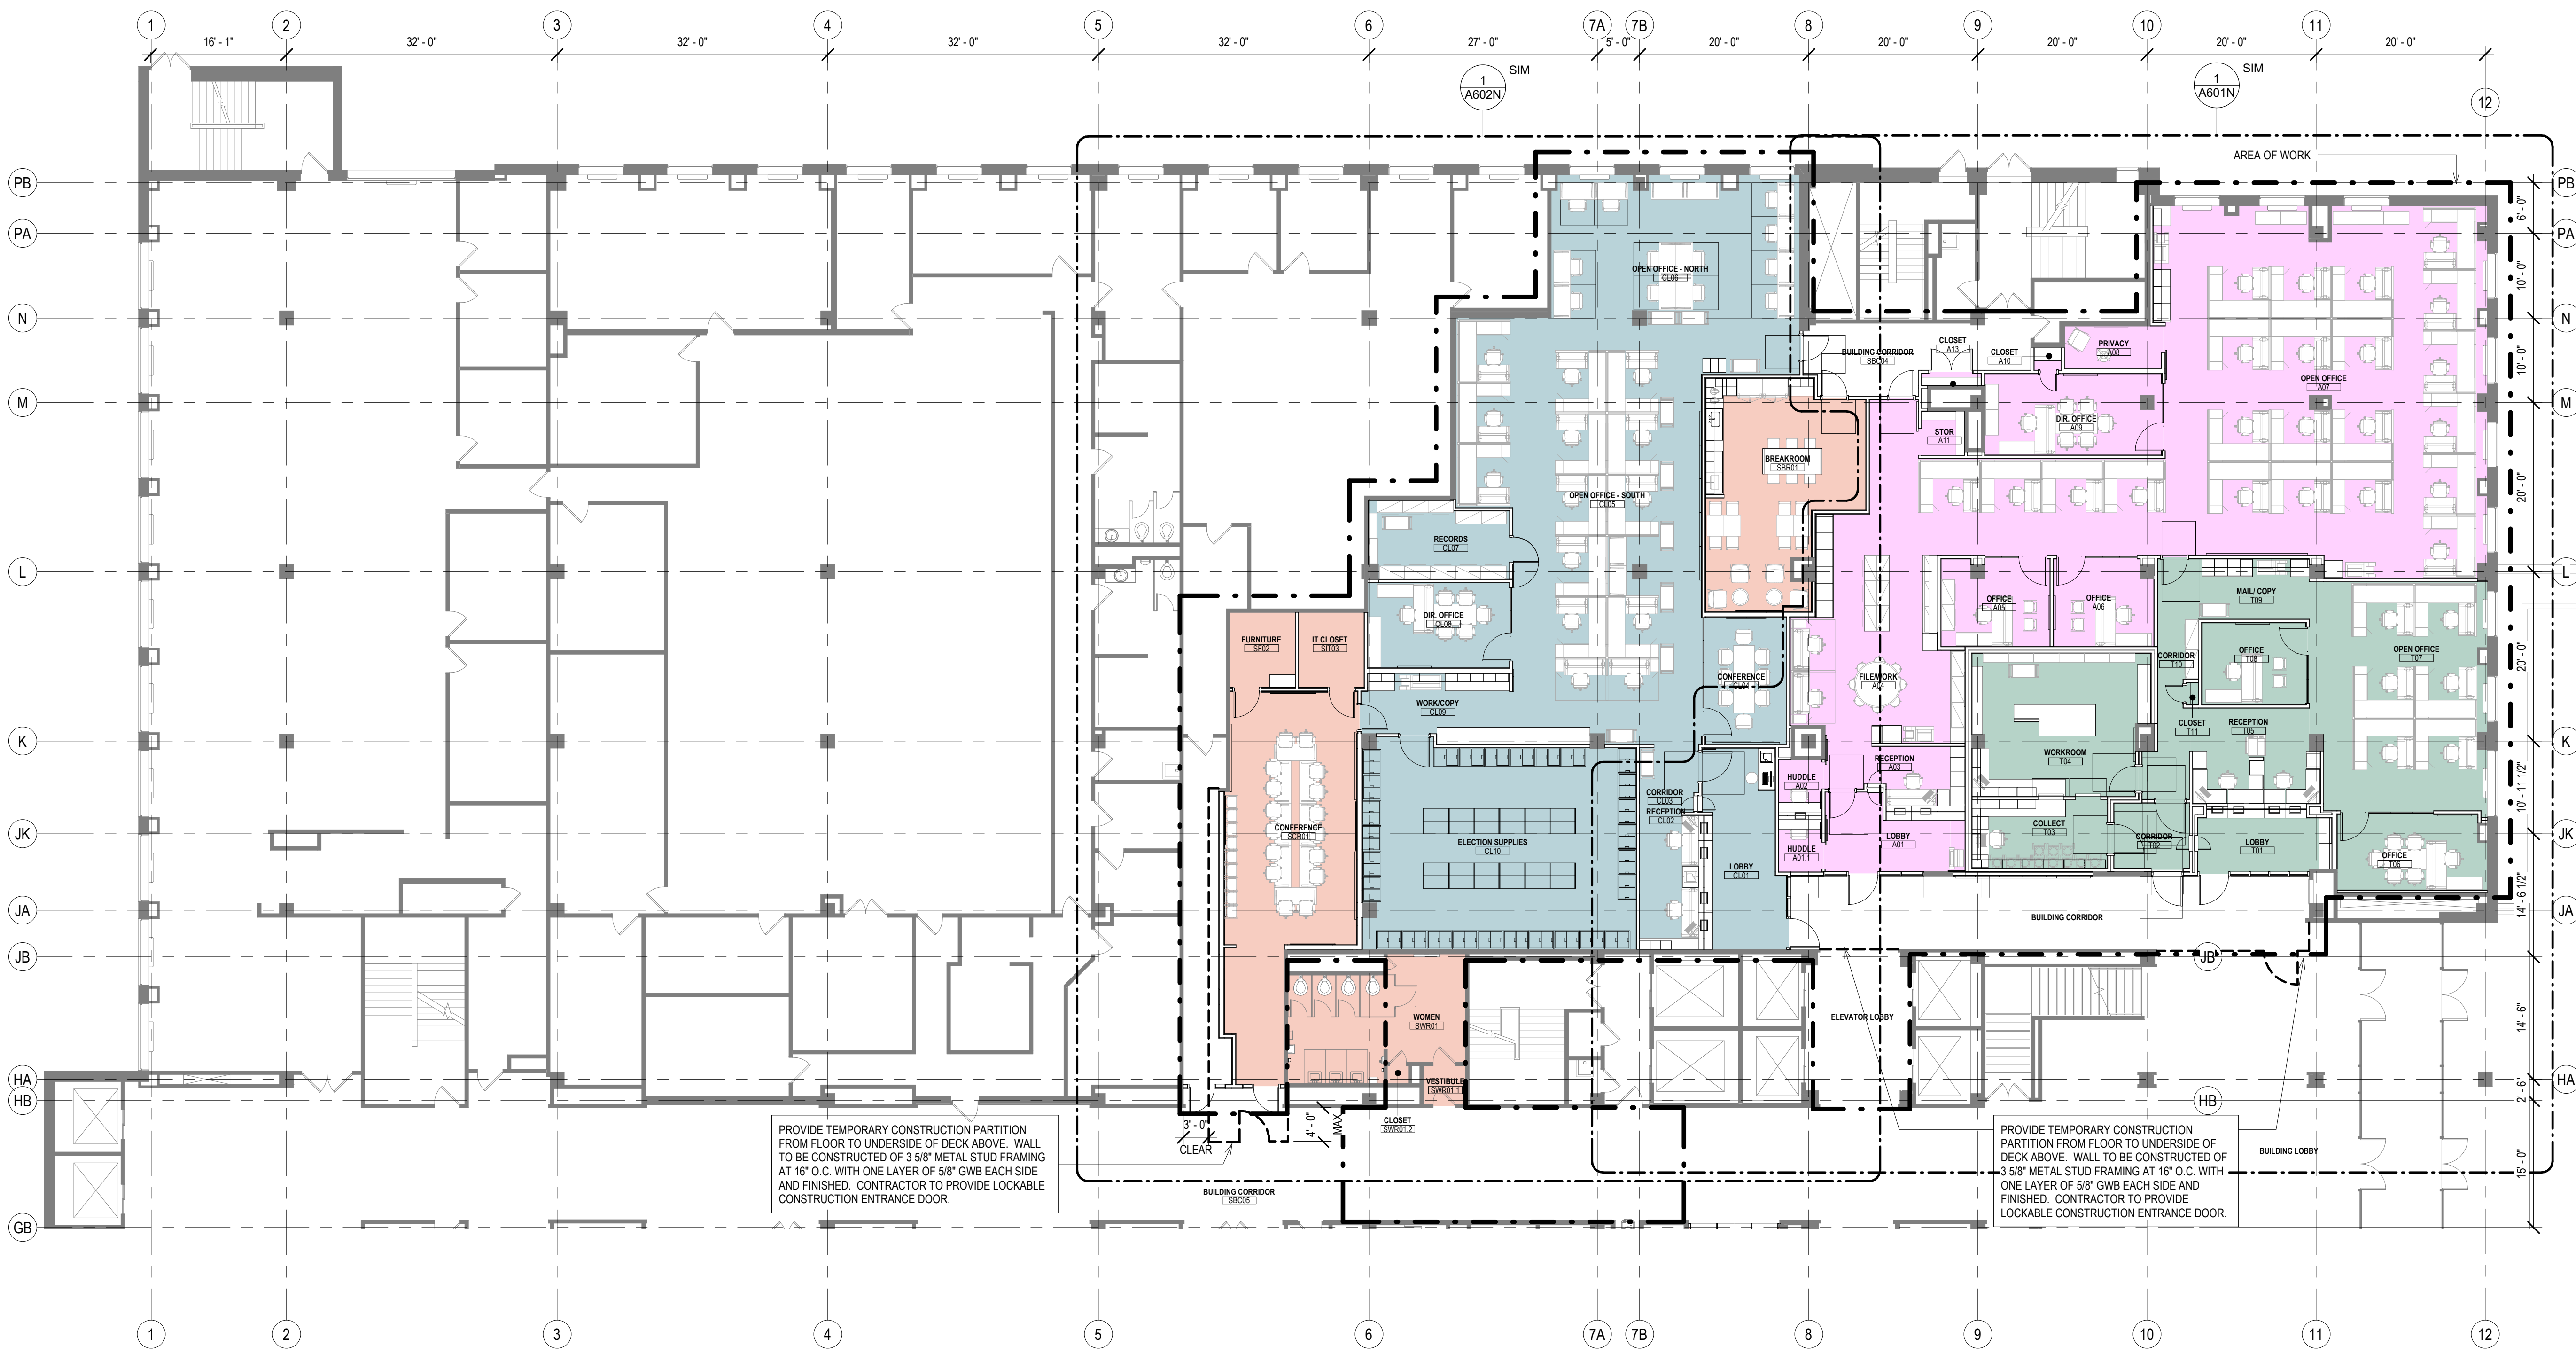 1 2 3 4 5 6 7A 7B 8 9 10 11
16' - 1" 32' - 0" 32' - 0" 32' - 0" 32' - 0" 27' - 0" 5' - 0" 20' - 0" 20' - 0" 20' - 0" 20' - 0" 20' - 0"
1
A602N
SIM
1
A601N
SIM
12
AREA OF WORK
PB
PB
6' - 0"
PA
PA
10' - 0"
OPEN OFFICE - NORTH
CL06
N
N
10' - 0"
BUILDING CORRIDOR
SBC04
CLOSET
A13
CLOSET
A10
PRIVACY
A08
OPEN OFFICE
A07
M
M
DIR. OFFICE
A09
STOR
A11
BREAKROOM
SBR01
20' - 0"
OPEN OFFICE - SOUTH
CL05
RECORDS
CL07
L
L
MAIL/ COPY
T09
OFFICE
A05
OFFICE
A06
DIR. OFFICE
CL08
FURNITURE
SF02
IT CLOSET
SIT03
CORRIDOR
T10
OFFICE
T08
OPEN OFFICE
T07
20' - 0"
CONFERENCE
CL04
FILE/WORK
A04
WORK/COPY
CL09
CLOSET
T11
RECEPTION
T05
K
K
WORKROOM
T04
RECEPTION
A03
HUDDLE
A02
CORRIDOR
CL03
RECEPTION
CL02
10' - 11 1/2"
JK
JK
CONFERENCE
SCR01
ELECTION SUPPLIES
CL10
COLLECT
T03
CORRIDOR
T02
LOBBY
T01
LOBBY
A01
HUDDLE
A01.1
OFFICE
T06
LOBBY
CL01
14' - 6 1/2"
JA
JA
BUILDING CORRIDOR
JB
JB
WOMEN
SWR01
ELEVATOR LOBBY
14' - 6"
HA
HA
VESTIBULE
SWR01.1
2' - 6"
HB
HB
CLOSET
SWR01.2
3' - 0"
CLEAR
4' - 0"
MAX
PROVIDE TEMPORARY CONSTRUCTION PARTITION
FROM FLOOR TO UNDERSIDE OF DECK ABOVE. WALL
TO BE CONSTRUCTED OF 3 5/8" METAL STUD FRAMING
AT 16" O.C. WITH ONE LAYER OF 5/8" GWB EACH SIDE
AND FINISHED. CONTRACTOR TO PROVIDE LOCKABLE
CONSTRUCTION ENTRANCE DOOR.
PROVIDE TEMPORARY CONSTRUCTION
PARTITION FROM FLOOR TO UNDERSIDE OF
DECK ABOVE. WALL TO BE CONSTRUCTED OF
3 5/8" METAL STUD FRAMING AT 16" O.C. WITH
ONE LAYER OF 5/8" GWB EACH SIDE AND
FINISHED. CONTRACTOR TO PROVIDE
LOCKABLE CONSTRUCTION ENTRANCE DOOR.
BUILDING LOBBY
15' - 0"
BUILDING CORRIDOR
SBC05
GB
1 2 3 4 5 6 7A 7B 8 9 10 11 12